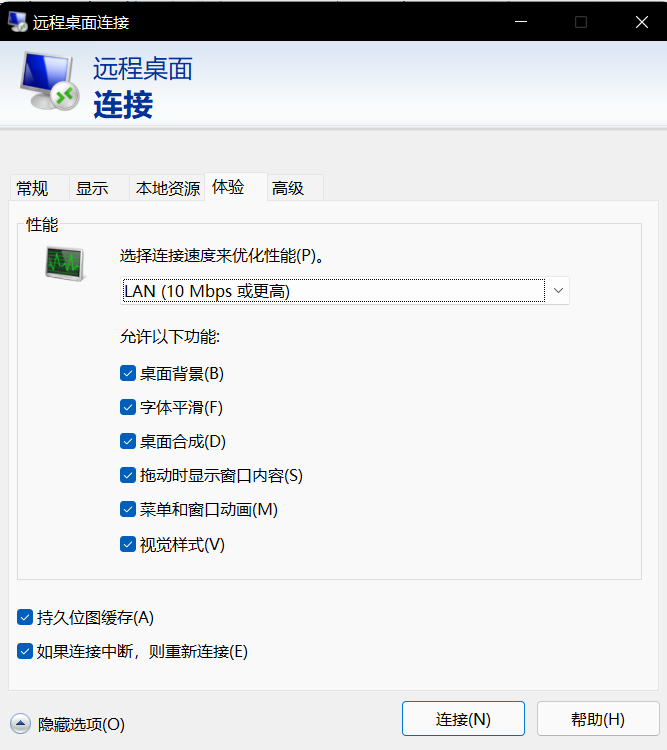 远程桌面连接
远程桌面
连接
常规 显示 本地资源 体验 高级
性能
选择连接速度来优化性能(P)。
LAN (10 Mbps 或更高)
允许以下功能:
桌面背景(B)
字体平滑(F)
桌面合成(D)
拖动时显示窗口内容(S)
菜单和窗口动画(M)
视觉样式(V)
持久位图缓存(A)
如果连接中断，则重新连接(E)
隐藏选项(O) 连接(N) 帮助(H)